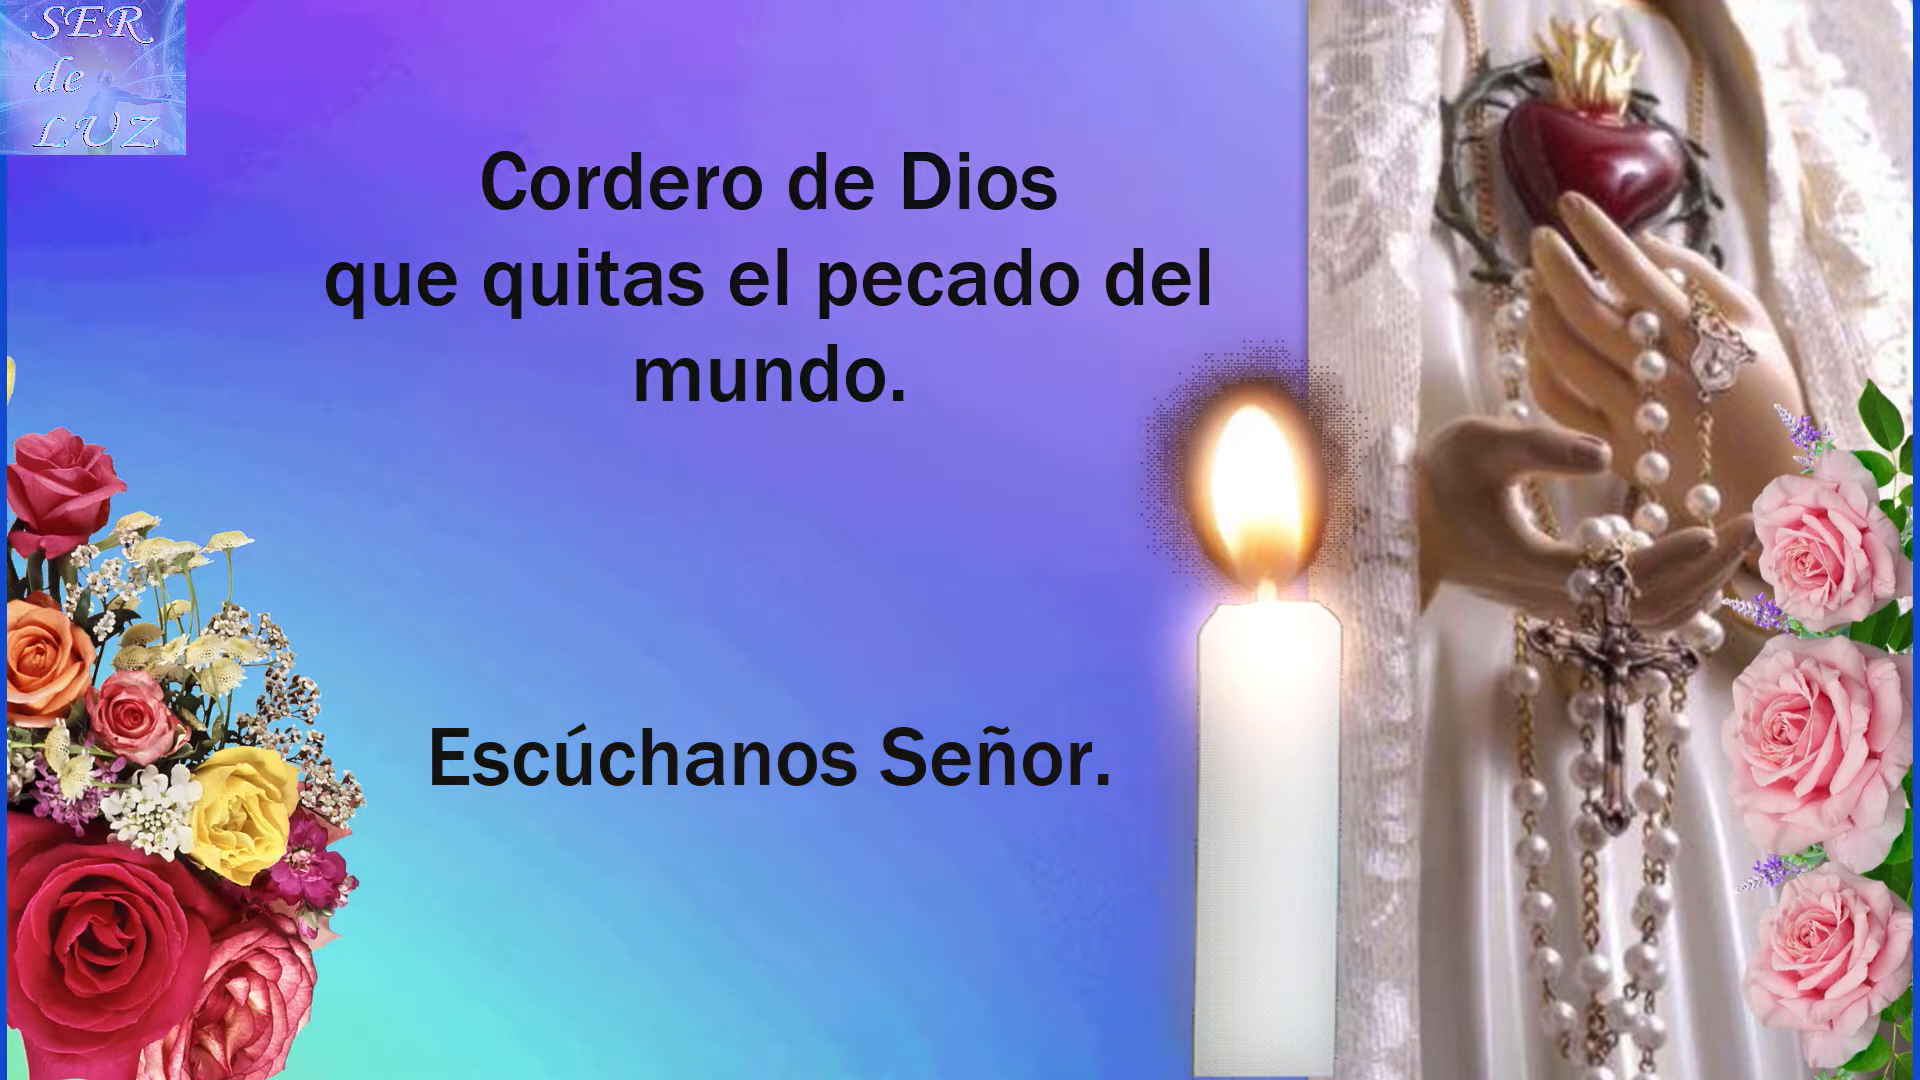 SER
de
LUZ
Cordero de Dios
que quitas el pecado del
mundo.
Escúchanos Señor.